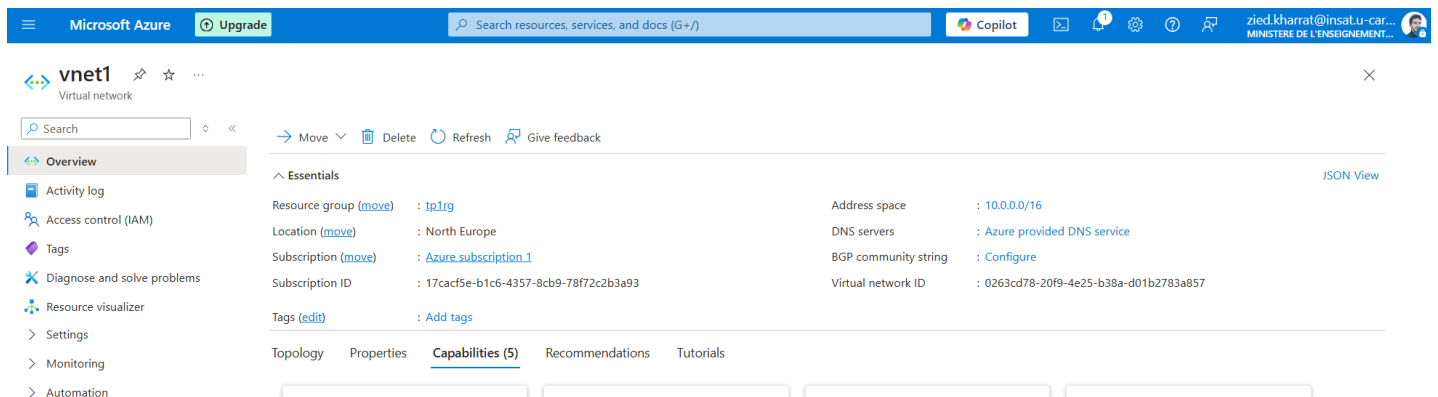 Microsoft Azure Upgrade Search resources, services, and docs (G+/) Copilot 1 zied.kharrat@insat.u-car...
MINISTERE DE L'ENSEIGNEMENT...
vnet1 ...
Virtual network
Search
Move Delete Refresh Give feedback
Overview
Activity log
Access control (IAM)
Tags
Diagnose and solve problems
Resource visualizer
Settings
Monitoring
Automation
Essentials JSON View
Resource group (move) : tp1rg
Location (move) : North Europe
Subscription (move) : Azure subscription 1
Subscription ID : 17cacf5e-b1c6-4357-8cb9-78f72c2b3a93
Tags (edit) : Add tags
Address space : 10.0.0.0/16
DNS servers : Azure provided DNS service
BGP community string : Configure
Virtual network ID : 0263cd78-20f9-4e25-b38a-d01b2783a857
Topology Properties Capabilities (5) Recommendations Tutorials